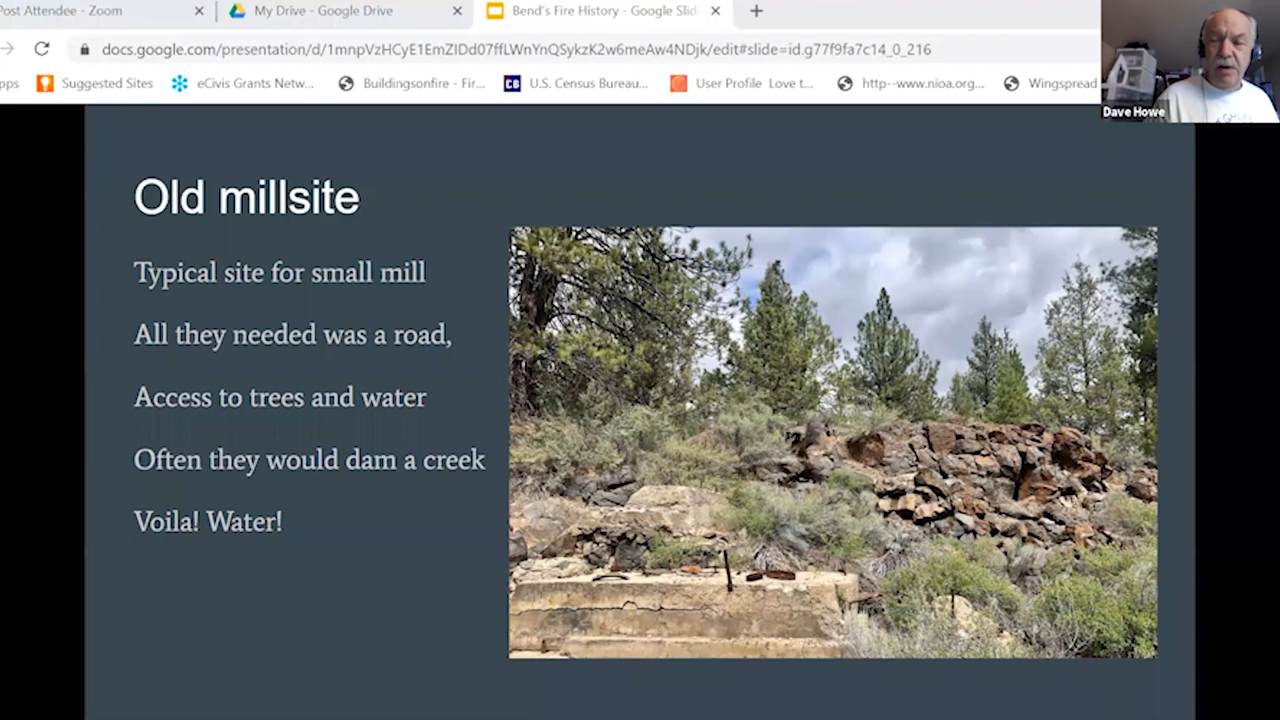 Post Attendee - Zoom
My Drive - Google Drive
Bend's Fire History - Google Slid
docs.google.com/presentation/d/1mnpVzHCyE1EmZIDd07ffLWnYnQSykzK2w6meAw4NDjk/edit#slide=id.g77f9fa7c14_0_216
pps
Suggested Sites
eCivis Grants Netw...
Buildingsonfire - Fir...
CB
U.S. Census Bureau...
User Profile Love t...
http--www.nioa.org...
Wingspread
Dave Howe
Old millsite
Typical site for small mill
All they needed was a road,
Access to trees and water
Often they would dam a creek
Voila! Water!